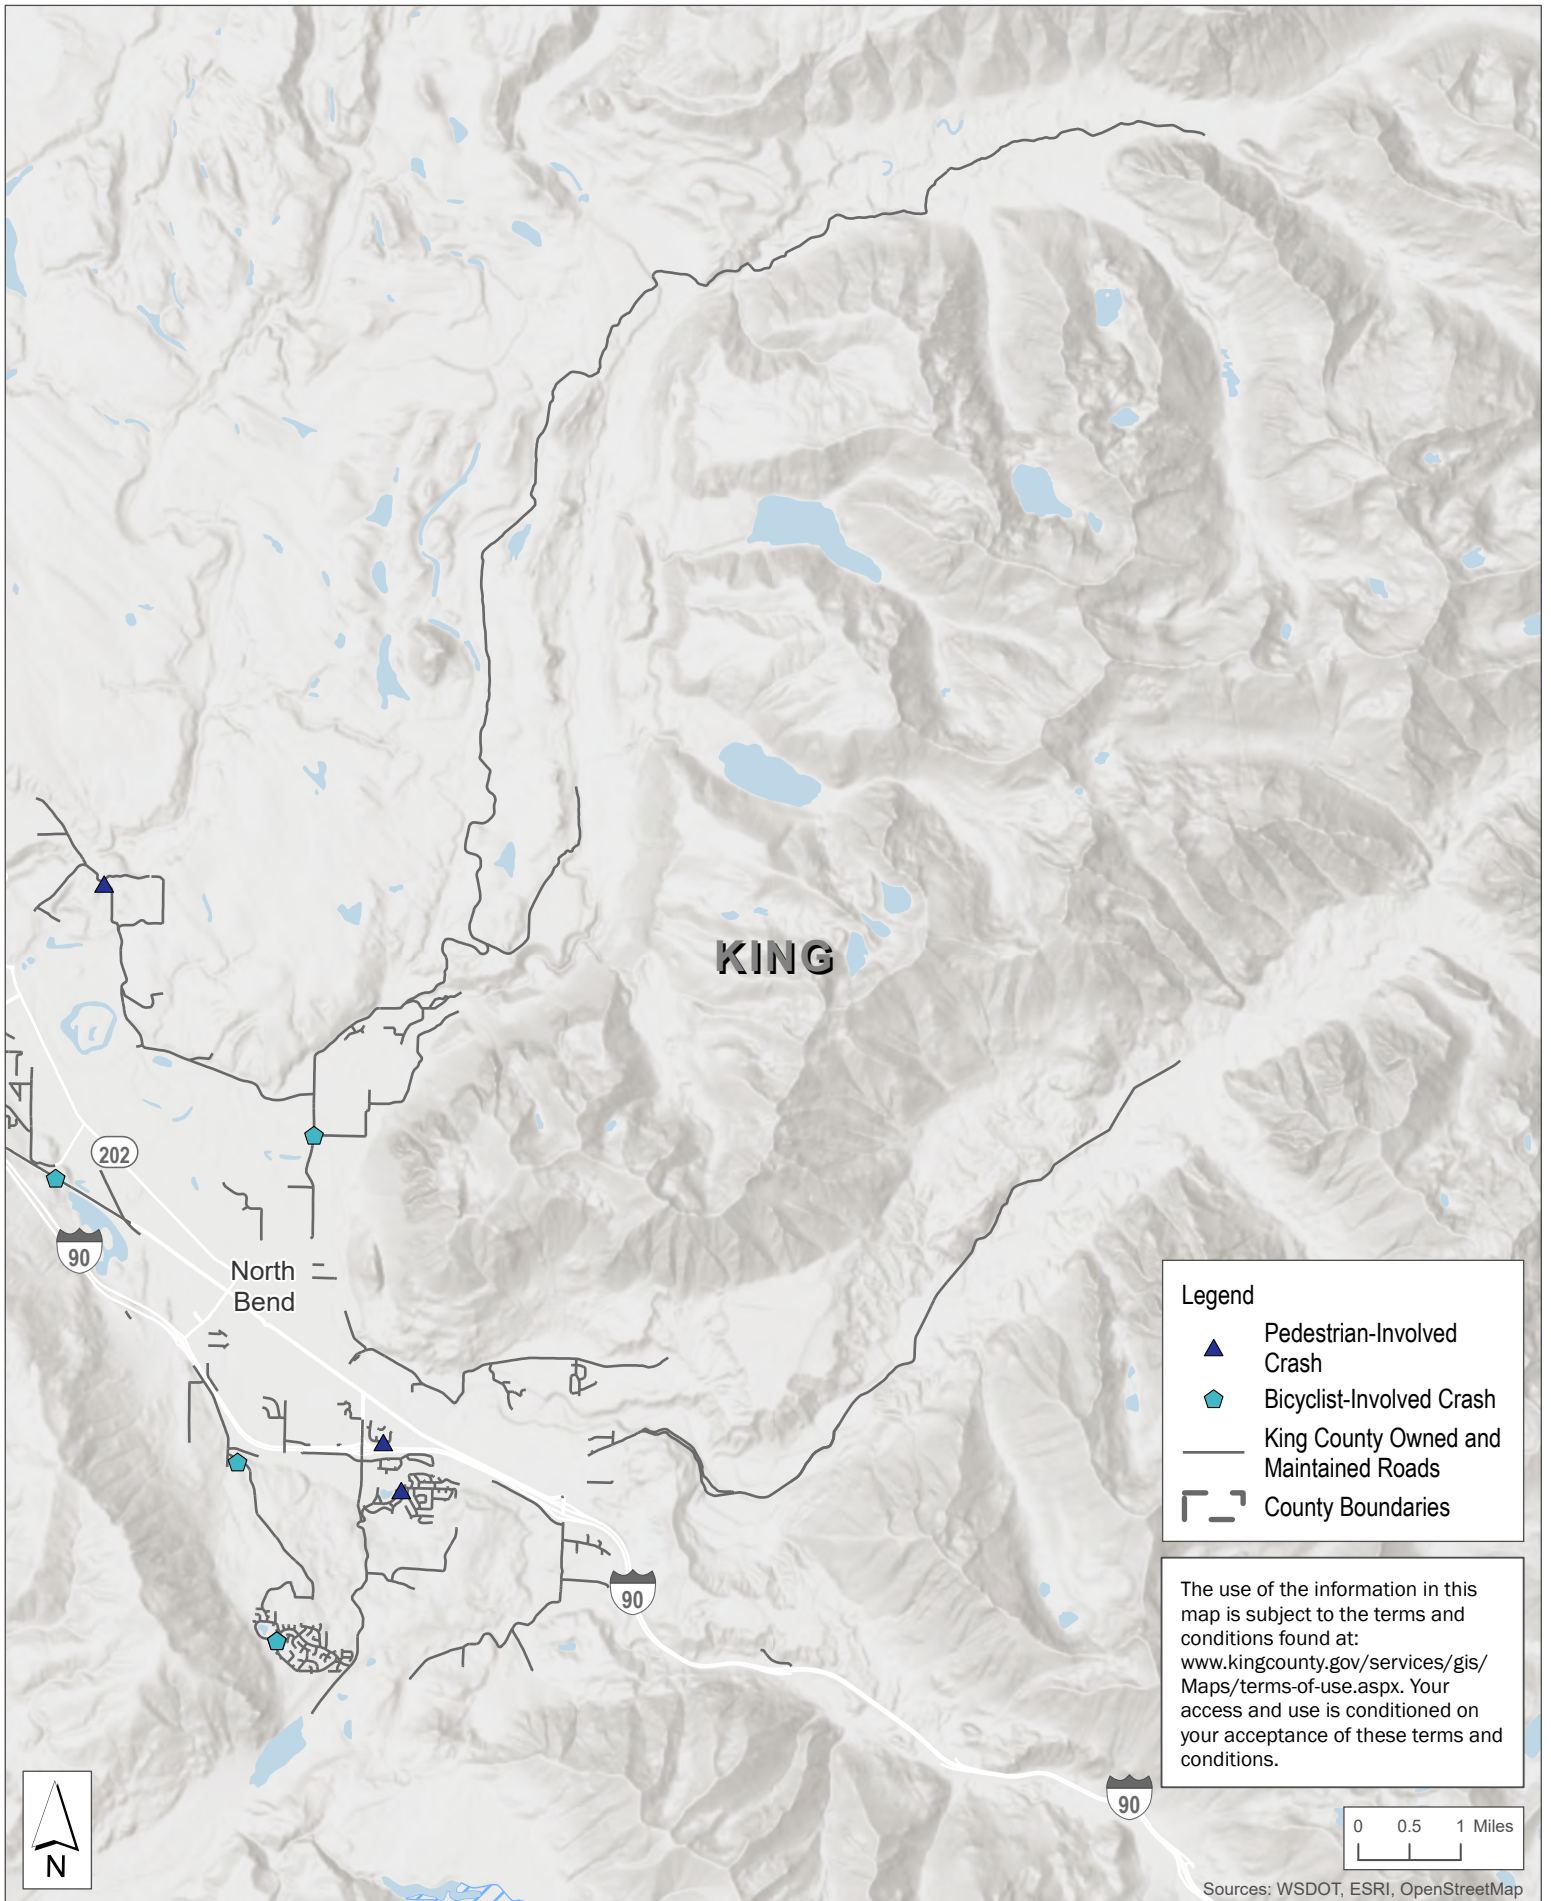 KING
202
90
North
Bend
Legend
Pedestrian-Involved
Crash
Bicyclist-Involved Crash
King County Owned and
Maintained Roads
County Boundaries
90
The use of the information in this
map is subject to the terms and
conditions found at:
www.kingcounty.gov/services/gis/
Maps/terms-of-use.aspx. Your
access and use is conditioned on
your acceptance of these terms and
conditions.
90
N
0 0.5 1 Miles
Sources: WSDOT, ESRI, OpenStreetMap